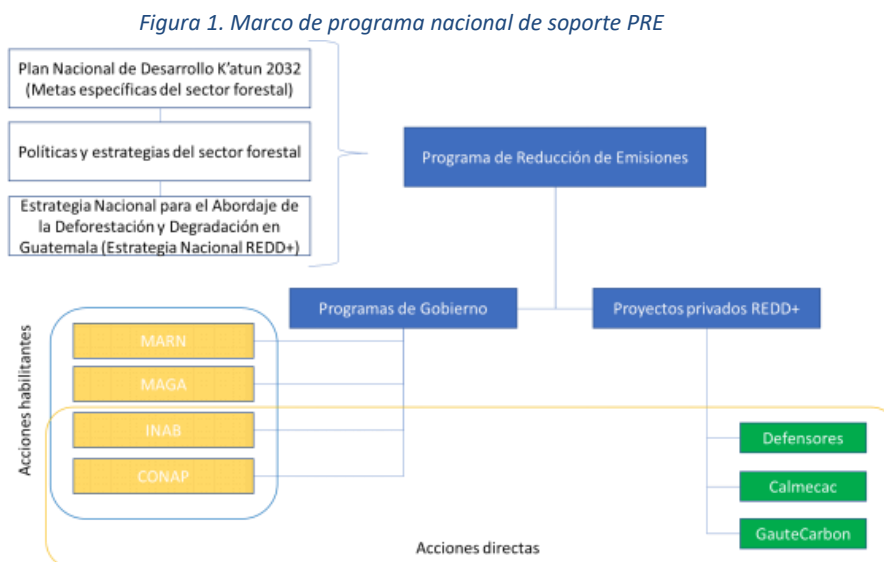 Figura 1. Marco de programa nacional de soporte PRE
Plan Nacional de Desarrollo K'atun 2032
(Metas específicas del sector forestal)
Políticas y estrategias del sector forestal
Estrategia Nacional para el Abordaje de
la Deforestación y Degradación en
Guatemala (Estrategia Nacional REDD+)
Programa de Reducción de Emisiones
Programas de Gobierno
Proyectos privados REDD+
Acciones habilitantes
MARN
MAGA
INAB
CONAP
Defensores
Calmecac
GauteCarbon
Acciones directas